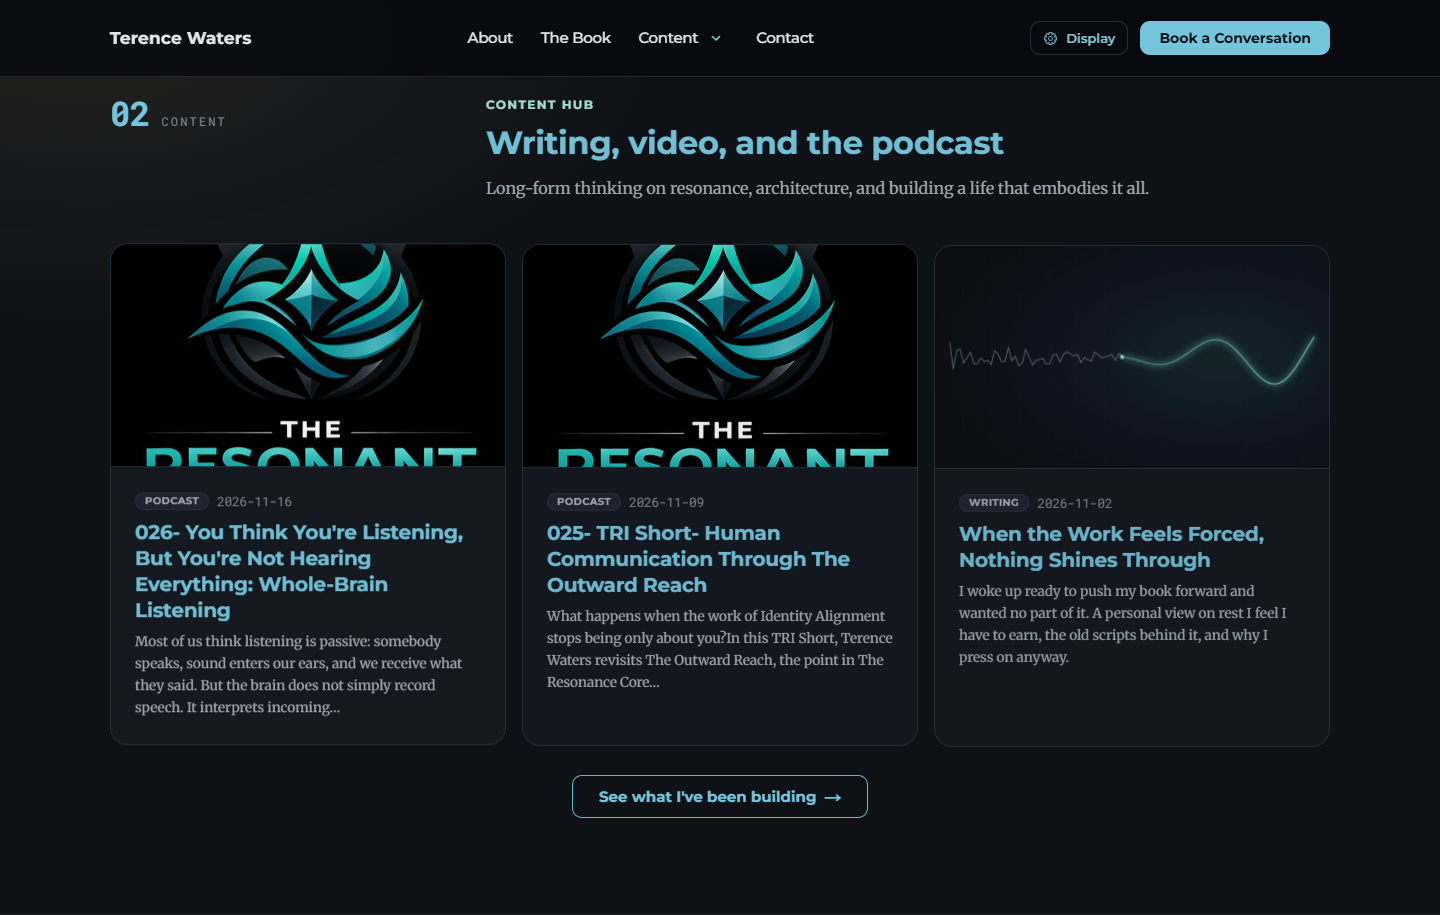 Terence Waters
About
The Book
Content
Contact
Display
Book a Conversation
02 CONTENT
CONTENT HUB
Writing, video, and the podcast
Long-form thinking on resonance, architecture, and building a life that embodies it all.
THE
RESONANT
PODCAST 2026-11-16
026- You Think You're Listening,
But You're Not Hearing
Everything: Whole-Brain
Listening
Most of us think listening is passive: somebody
speaks, sound enters our ears, and we receive what
they said. But the brain does not simply record
speech. It interprets incoming...
THE
RESONANT
PODCAST 2026-11-09
025- TRI Short- Human
Communication Through The
Outward Reach
What happens when the work of Identity Alignment
stops being only about you?In this TRI Short, Terence
Waters revisits The Outward Reach, the point in The
Resonance Core...
WRITING 2026-11-02
When the Work Feels Forced,
Nothing Shines Through
I woke up ready to push my book forward and
wanted no part of it. A personal view on rest I feel I
have to earn, the old scripts behind it, and why I
press on anyway.
See what I've been building →